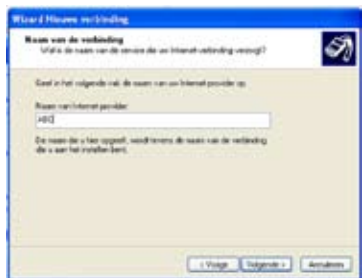 Wizard Nieuwe verbinding
Naam van de verbinding
Wat is de naam van de service die uw Internet-verbinding verzorgt?
Geef in het volgende vak de naam van uw Internet-provider op.
Naam van Internet-provider:
ABC
De naam die u hier opgeeft, wordt tevens de naam van de verbinding
die u aan het instellen bent.
< Vorige
Volgende >
Annuleren